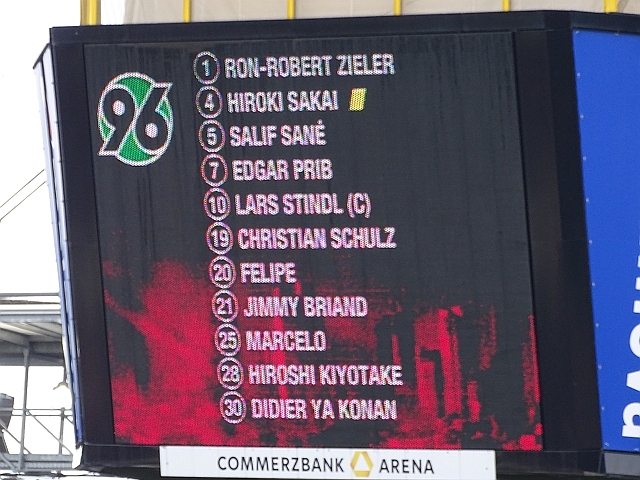 96
1 RON-ROBERT ZIELER
4 HIROKI SAKAI
5 SALIF SANÉ
7 EDGAR PRIB
10 LARS STINDL (C)
19 CHRISTIAN SCHULZ
20 FELIPE
21 JIMMY BRIAND
25 MARCELO
28 HIROSHI KIYOTAKE
30 DIDIER YA KONAN
COMMERZBANK ARENA